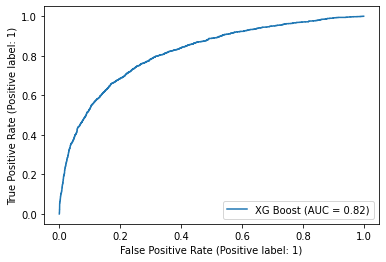 1.0
0.8
0.6
0.4
0.2
0.0
True Positive Rate (Positive label: 1)
XG Boost (AUC = 0.82)
0.0 0.2 0.4 0.6 0.8 1.0
False Positive Rate (Positive label: 1)